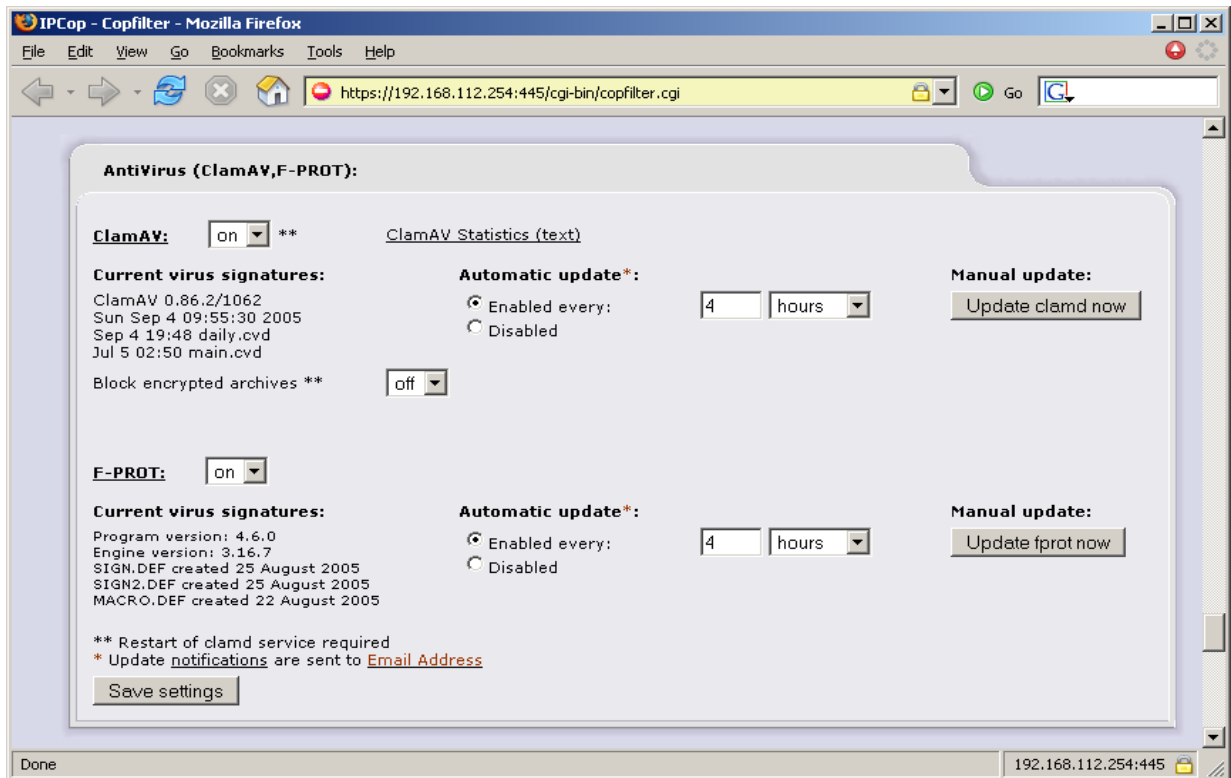 IPCop - Copfilter - Mozilla Firefox
File Edit View Go Bookmarks Tools Help
https://192.168.112.254:445/cgi-bin/copfilter.cgi Go G
AntiVirus (ClamAV,F-PROT):
ClamAV: on ** ClamAV Statistics (text)
Current virus signatures: Automatic update*: Manual update:
ClamAV 0.86.2/1062 Enabled every: 4 hours Update clamd now
Sun Sep 4 09:55:30 2005
Sep 4 19:48 daily.cvd Disabled
Jul 5 02:50 main.cvd
Block encrypted archives ** off
F-PROT: on
Current virus signatures: Automatic update*: Manual update:
Program version: 4.6.0 Enabled every: 4 hours Update fprot now
Engine version: 3.16.7
SIGN.DEF created 25 August 2005 Disabled
SIGN2.DEF created 25 August 2005
MACRO.DEF created 22 August 2005
** Restart of clamd service required
* Update notifications are sent to Email Address
Save settings
Done 192.168.112.254:445